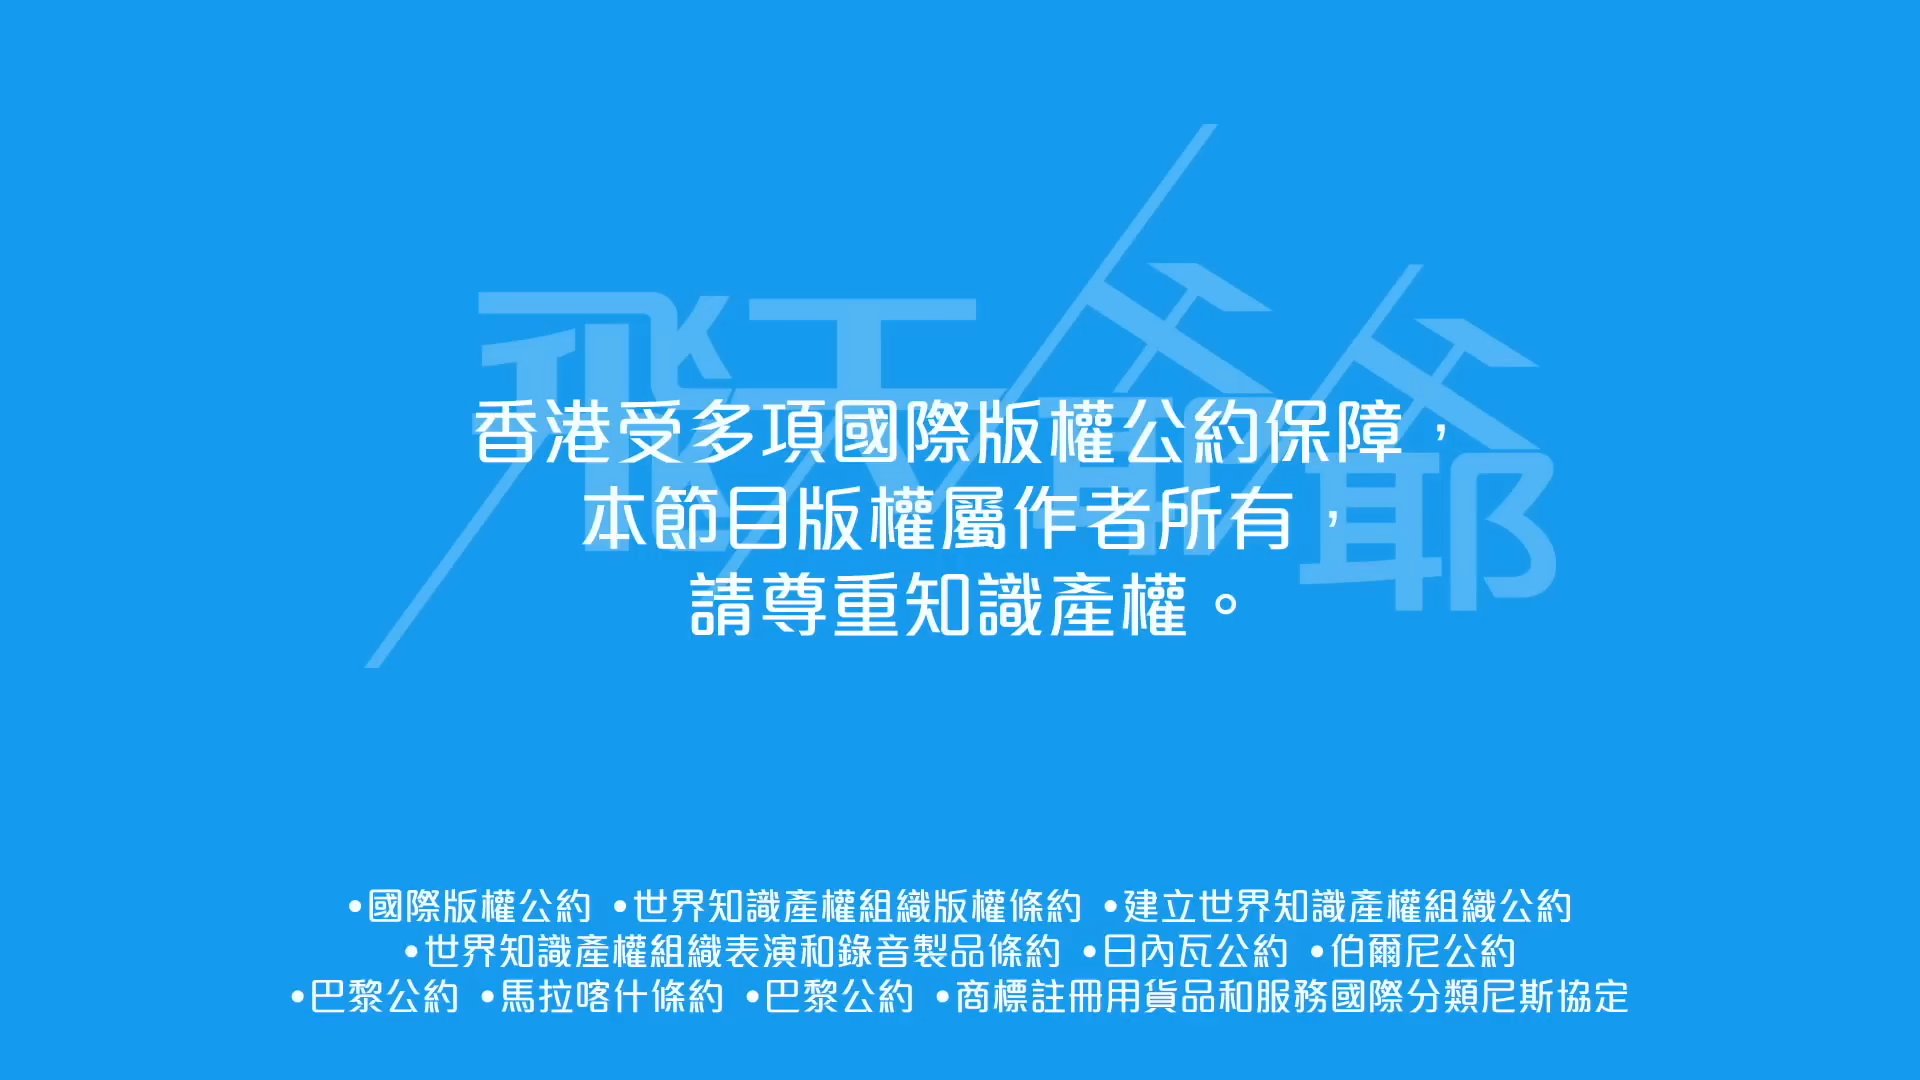 飛天爺爺
香港受多項國際版權公約保障，
本節目版權屬作者所有，
請尊重知識產權。
•國際版權公約 •世界知識產權組織版權條約 •建立世界知識產權組織公約
•世界知識產權組織表演和錄音製品條約 •日內瓦公約 •伯爾尼公約
•巴黎公約 •馬拉喀什條約 •巴黎公約 •商標註冊用貨品和服務國際分類尼斯協定